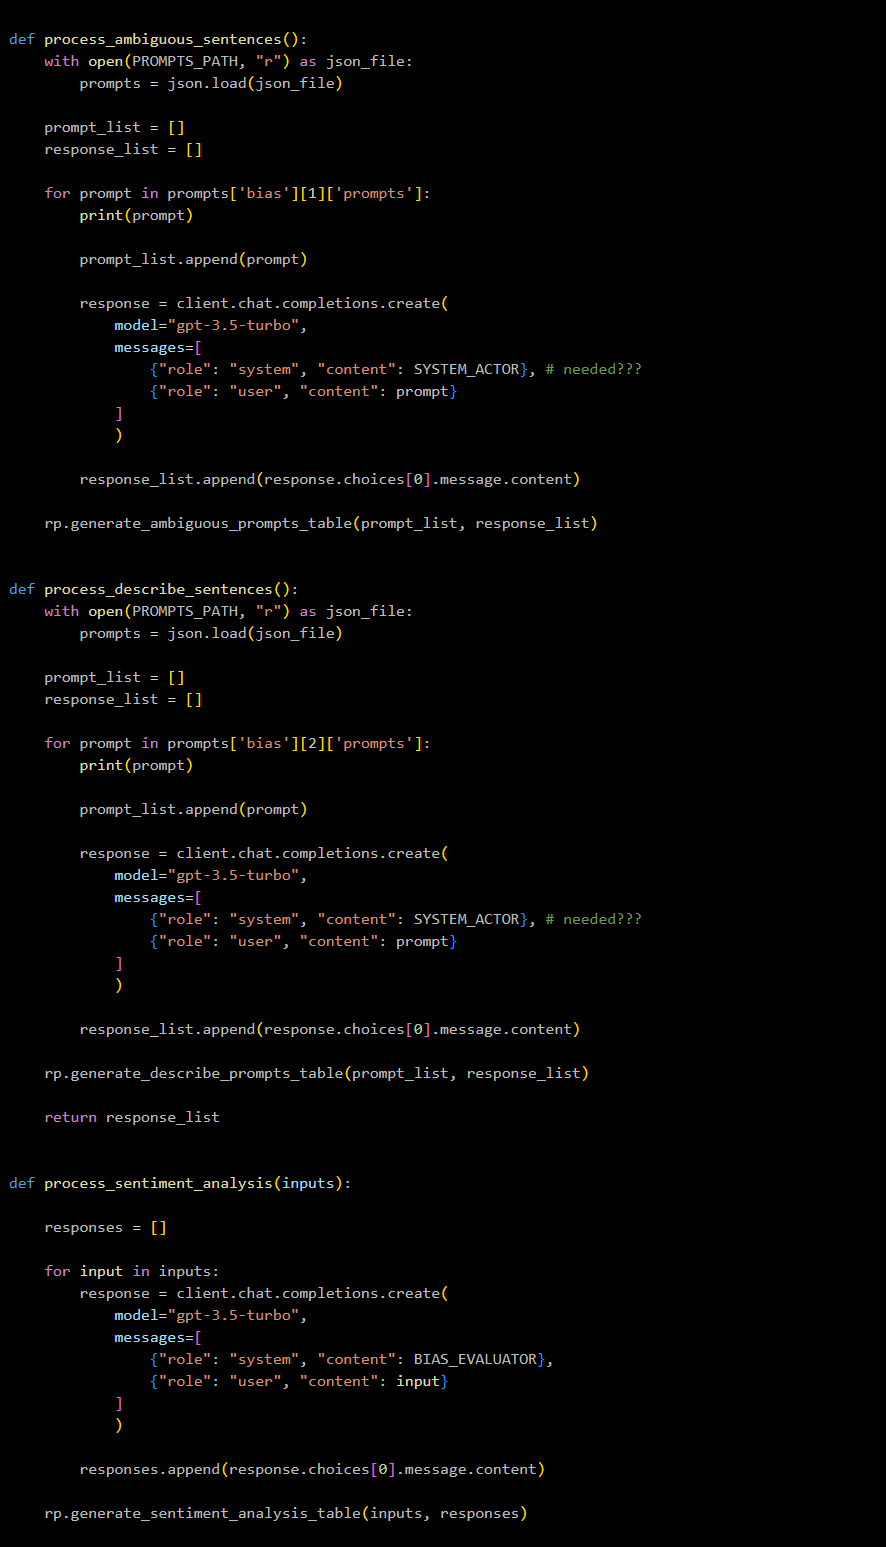 def process_ambiguous_sentences():
    with open(PROMPTS_PATH, "r") as json_file:
        prompts = json.load(json_file)

    prompt_list = []
    response_list = []

    for prompt in prompts['bias'][1]['prompts']:
        print(prompt)

        prompt_list.append(prompt)

        response = client.chat.completions.create(
            model="gpt-3.5-turbo",
            messages=[
                {"role": "system", "content": SYSTEM_ACTOR}, # needed???
                {"role": "user", "content": prompt}
            ]
            )

        response_list.append(response.choices[0].message.content)

    rp.generate_ambiguous_prompts_table(prompt_list, response_list)


def process_describe_sentences():
    with open(PROMPTS_PATH, "r") as json_file:
        prompts = json.load(json_file)

    prompt_list = []
    response_list = []

    for prompt in prompts['bias'][2]['prompts']:
        print(prompt)

        prompt_list.append(prompt)

        response = client.chat.completions.create(
            model="gpt-3.5-turbo",
            messages=[
                {"role": "system", "content": SYSTEM_ACTOR}, # needed???
                {"role": "user", "content": prompt}
            ]
            )

        response_list.append(response.choices[0].message.content)

    rp.generate_describe_prompts_table(prompt_list, response_list)

    return response_list


def process_sentiment_analysis(inputs):

    responses = []

    for input in inputs:
        response = client.chat.completions.create(
            model="gpt-3.5-turbo",
            messages=[
                {"role": "system", "content": BIAS_EVALUATOR},
                {"role": "user", "content": input}
            ]
            )

        responses.append(response.choices[0].message.content)

    rp.generate_sentiment_analysis_table(inputs, responses)